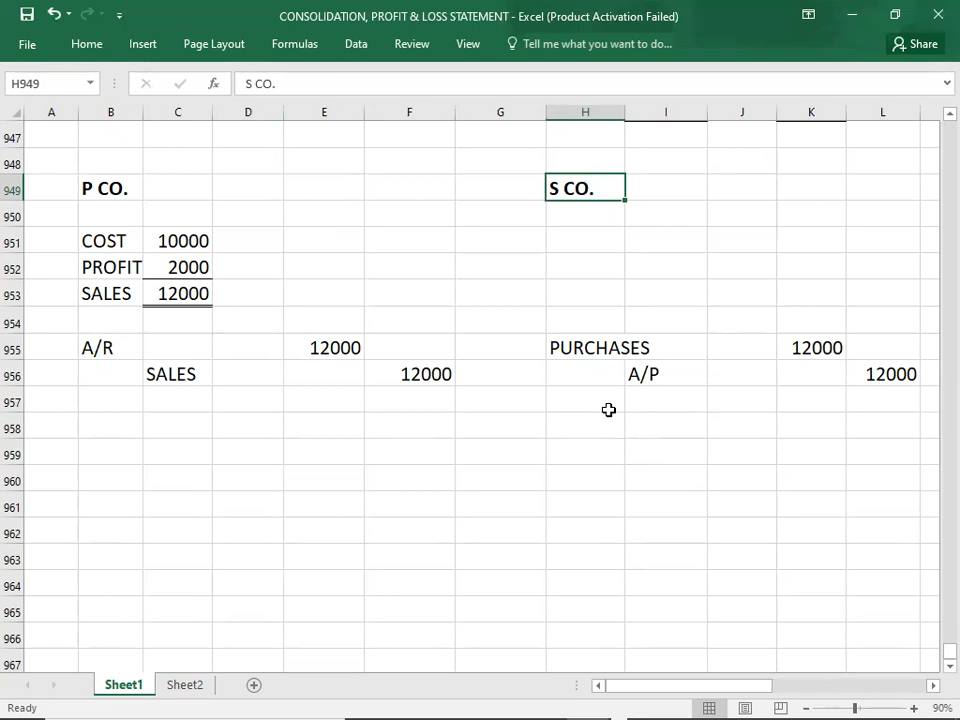 CONSOLIDATION, PROFIT & LOSS STATEMENT - Excel (Product Activation Failed)
File Home Insert Page Layout Formulas Data Review View Tell me what you want to do... Share
H949 fx S CO.
A B C D E F G H I J K L
947
948
949 P CO. S CO.
950
951 COST 10000
952 PROFIT 2000
953 SALES 12000
954
955 A/R 12000 PURCHASES 12000
956 SALES 12000 A/P 12000
957
958
959
960
961
962
963
964
965
966
967
Sheet1 Sheet2
Ready 90%